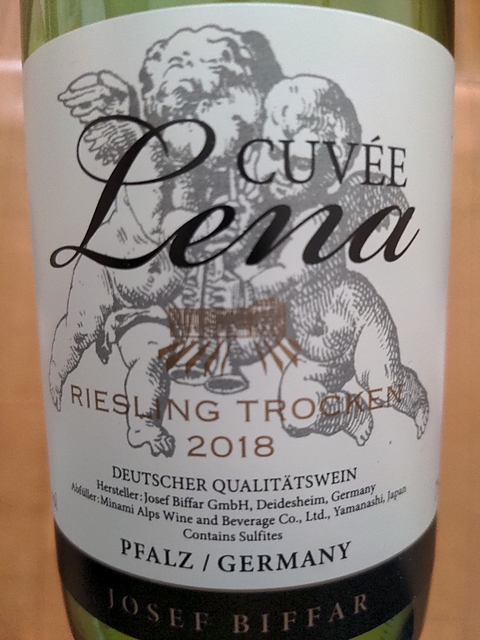 CUVÉE
Lena
RIESLING TROCKEN
2018
DEUTSCHER QUALITÄTSWEIN
Hersteller: Josef Biffar GmbH, Deidesheim, Germany
Abfüller: Minami Alps Wine and Beverage Co., Ltd., Yamanashi, Japan
Contains Sulfites
PFALZ / GERMANY
JOSEF BIFFAR